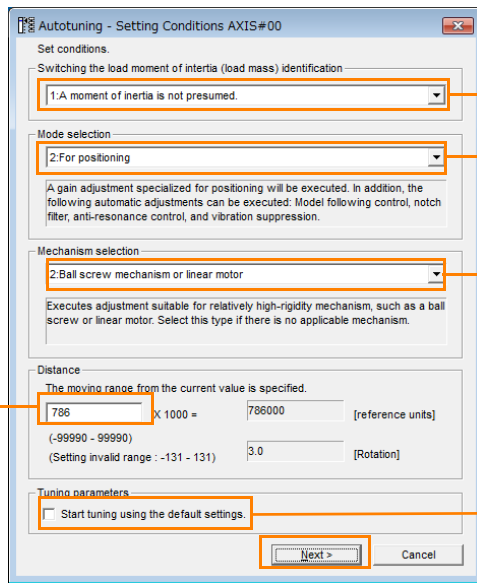 Autotuning - Setting Conditions AXIS#00
Set conditions.
Switching the load moment of intertia (load mass) identification
1:A moment of inertia is not presumed.
Mode selection
2:For positioning
A gain adjustment specialized for positioning will be executed. In addition, the
following automatic adjustments can be executed: Model following control, notch
filter, anti-resonance control, and vibration suppression.
Mechanism selection
2:Ball screw mechanism or linear motor
Executes adjustment suitable for relatively high-rigidity mechanism, such as a ball
screw or linear motor. Select this type if there is no applicable mechanism.
Distance
The moving range from the current value is specified.
786 X 1000 = 786000 [reference units]
(-99990 - 99990)
(Setting invalid range : -131 - 131) 3.0 [Rotation]
Tuning parameters
Start tuning using the default settings.
Next > Cancel